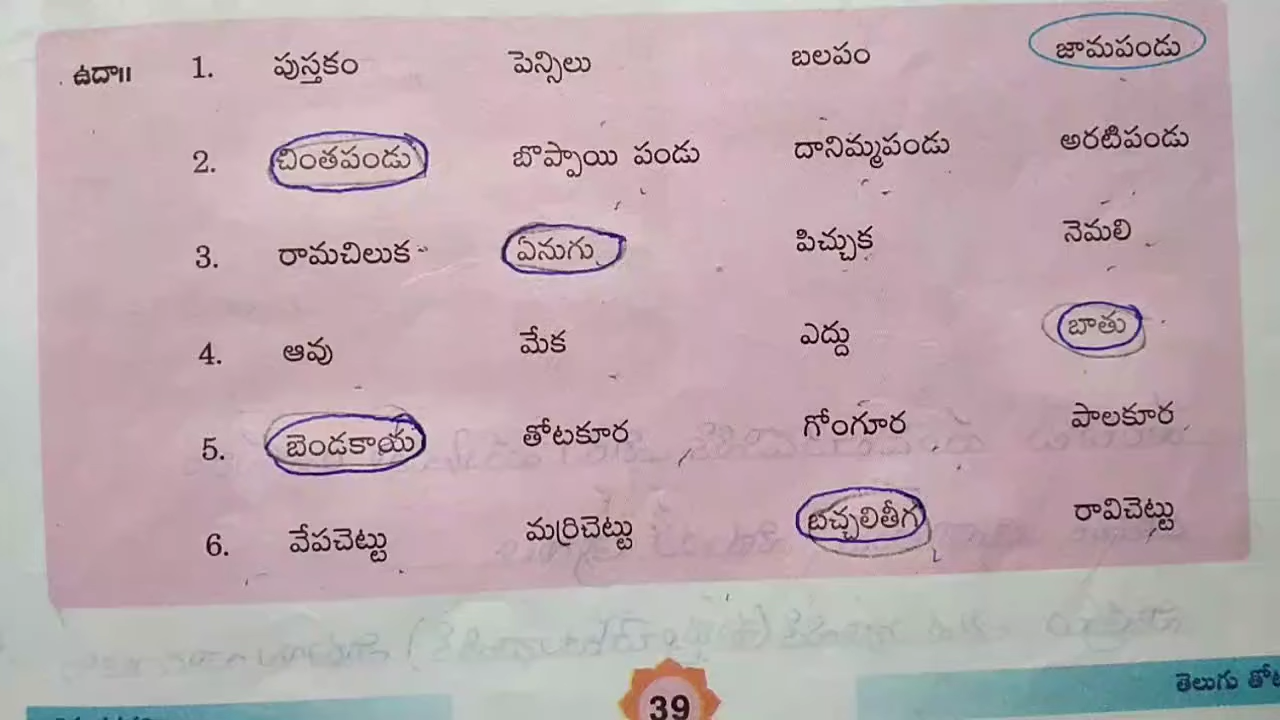 ఉదా॥ 1. పుస్తకం పెన్సిలు బలపం జామపండు
2. చింతపండు బొప్పాయి పండు దానిమ్మపండు అరటిపండు
3. రామచిలుక ఏనుగు పిచ్చుక నెమలి
4. ఆవు మేక ఎద్దు బాతు
5. బెండకాయ తోటకూర గోంగూర పాలకూర
6. వేపచెట్టు మర్రిచెట్టు బచ్చలితీగ రావిచెట్టు
39
తెలుగు